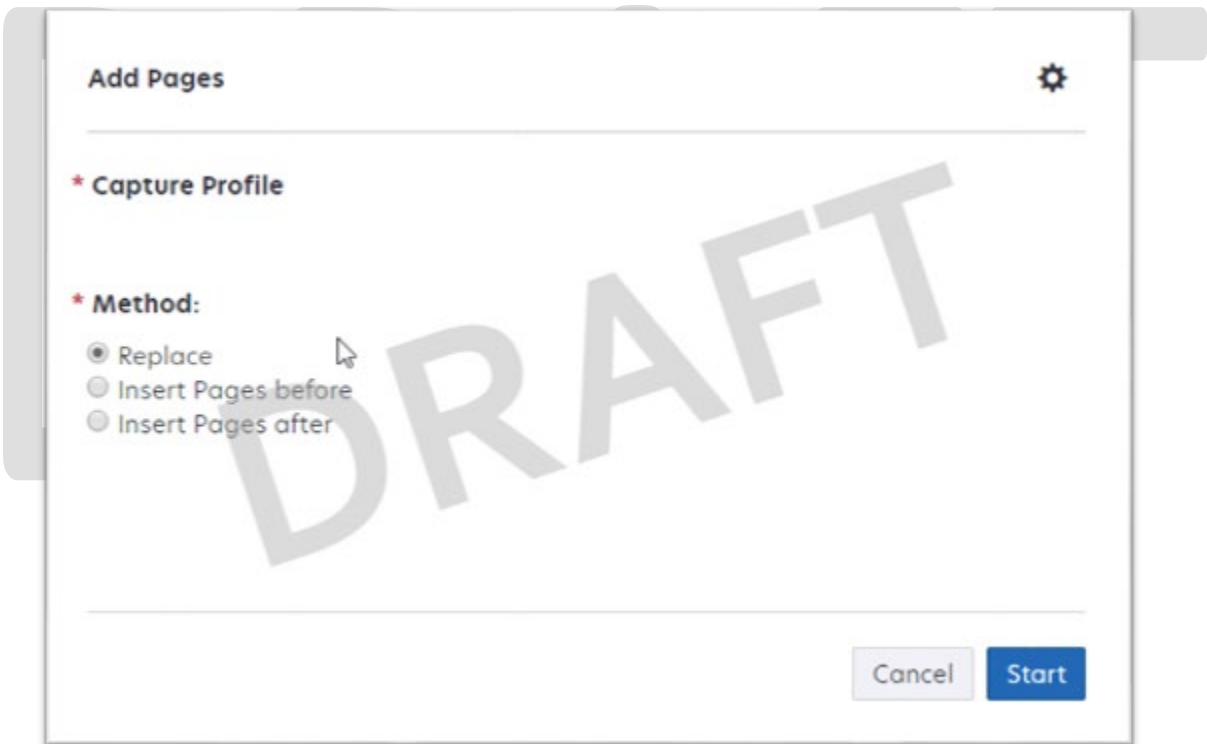 Add Pages
* Capture Profile
* Method:
Replace
Insert Pages before
Insert Pages after
DRAFT
Cancel
Start